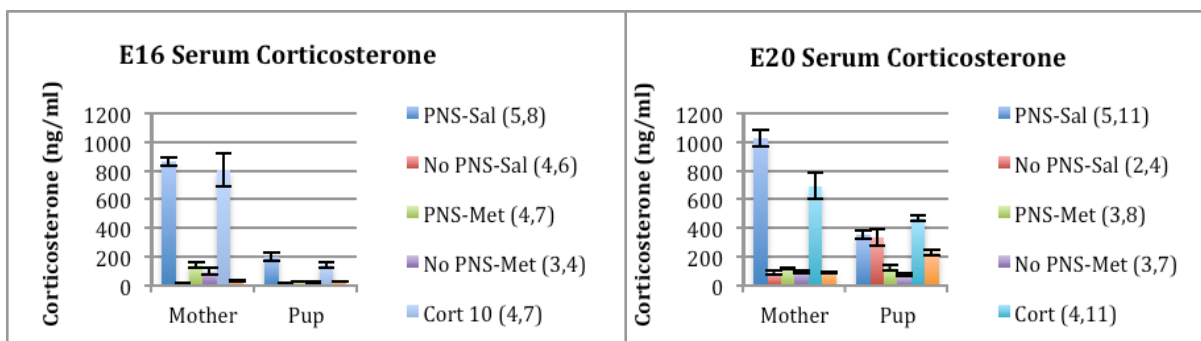 E16 Serum Corticosterone
Corticosterone (ng/ml)
1200
1000
800
600
400
200
0
Mother Pup
PNS-Sal (5,8)
No PNS-Sal (4,6)
PNS-Met (4,7)
No PNS-Met (3,4)
Cort 10 (4,7)
E20 Serum Corticosterone
Corticosterone (ng/ml)
1200
1000
800
600
400
200
0
Mother Pup
PNS-Sal (5,11)
No PNS-Sal (2,4)
PNS-Met (3,8)
No PNS-Met (3,7)
Cort (4,11)